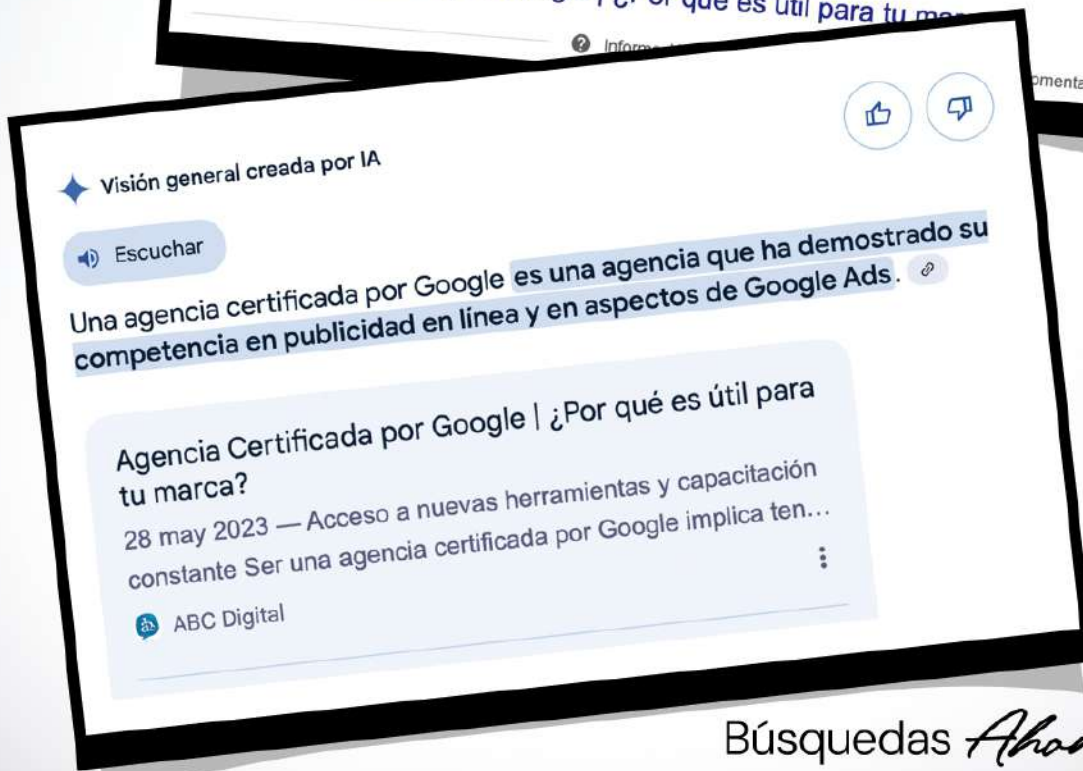 que es útil para tu
Visión general creada por IA
Escuchar
Una agencia certificada por Google es una agencia que ha demostrado su
competencia en publicidad en línea y en aspectos de Google Ads.
Agencia Certificada por Google | ¿Por qué es útil para
tu marca?
28 may 2023 — Acceso a nuevas herramientas y capacitación
constante Ser una agencia certificada por Google implica ten...
ABC Digital
Búsquedas